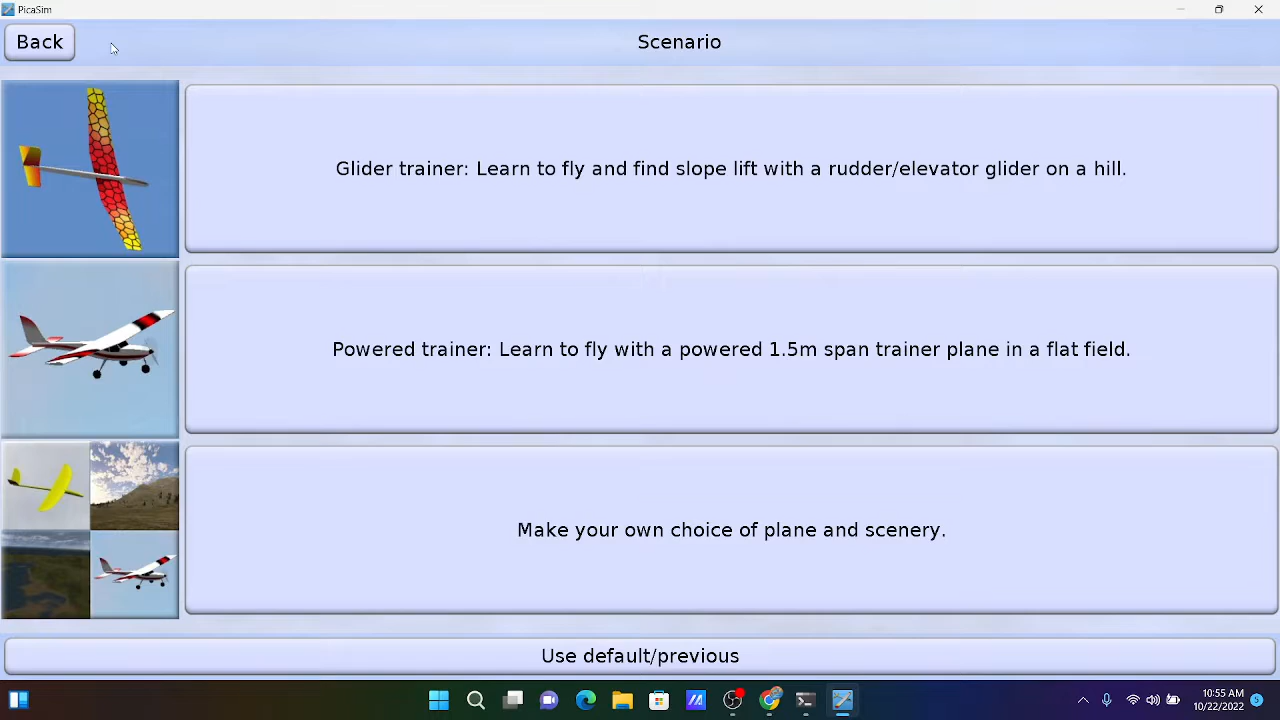 PicaSim
Back
Scenario
Glider trainer: Learn to fly and find slope lift with a rudder/elevator glider on a hill.
Powered trainer: Learn to fly with a powered 1.5m span trainer plane in a flat field.
Make your own choice of plane and scenery.
Use default/previous
10:55 AM
10/22/2022
5